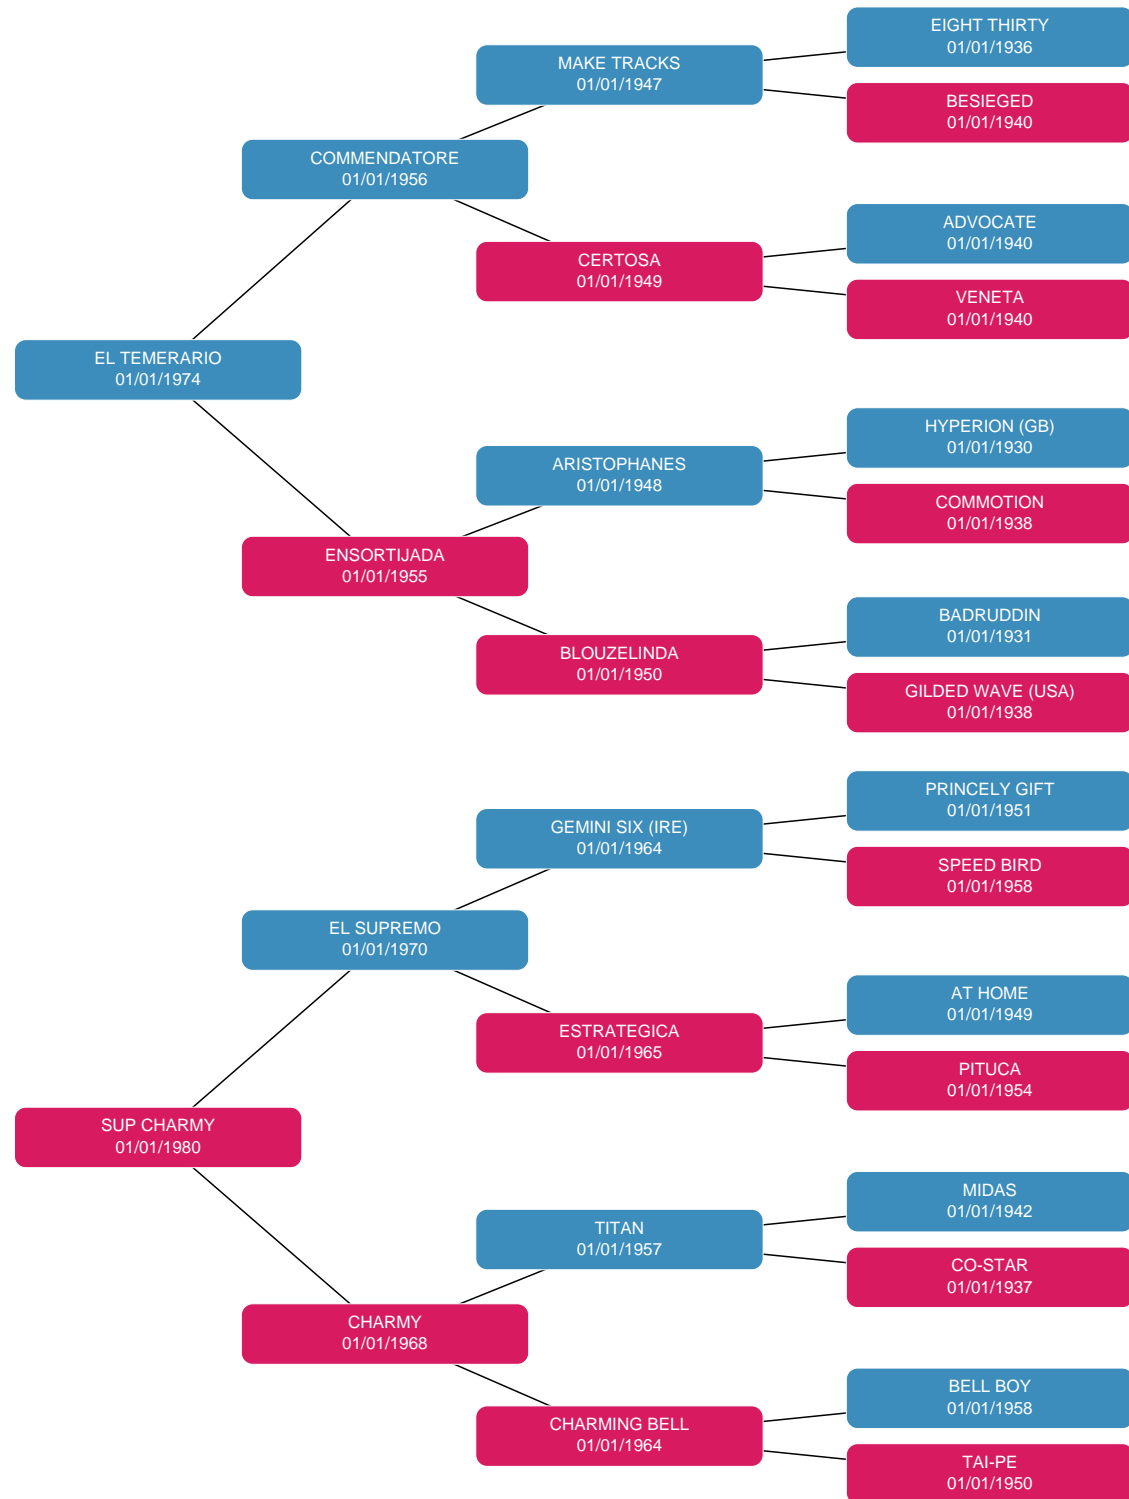 EIGHT THIRTY
01/01/1936
MAKE TRACKS
01/01/1947
BESIEGED
01/01/1940
COMMENDATORE
01/01/1956
ADVOCATE
01/01/1940
CERTOSA
01/01/1949
VENETA
01/01/1940
EL TEMERARIO
01/01/1974
HYPERION (GB)
01/01/1930
ARISTOPHANES
01/01/1948
COMMOTION
01/01/1938
ENSORTIJADA
01/01/1955
BADRUDDIN
01/01/1931
BLOUZELINDA
01/01/1950
GILDED WAVE (USA)
01/01/1938
PRINCELY GIFT
01/01/1951
GEMINI SIX (IRE)
01/01/1964
SPEED BIRD
01/01/1958
EL SUPREMO
01/01/1970
AT HOME
01/01/1949
ESTRATEGICA
01/01/1965
PITUCA
01/01/1954
SUP CHARMY
01/01/1980
MIDAS
01/01/1942
TITAN
01/01/1957
CO-STAR
01/01/1937
CHARMY
01/01/1968
BELL BOY
01/01/1958
CHARMING BELL
01/01/1964
TAI-PE
01/01/1950